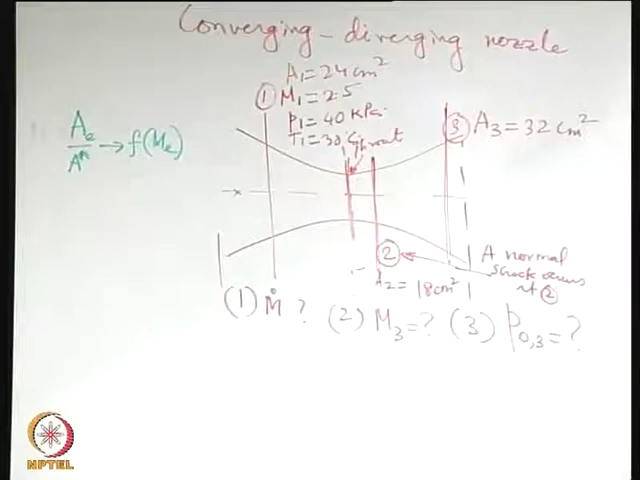 Converging - diverging nozzle
A₁ = 24 cm²
① M₁ = 2.5
P₁ = 40 kPa
T₁ = 30°C
throat
③ A₃ = 32 cm²
Aₑ/A* → f(Mₑ)
②
A₂ = 18 cm²
A normal
shock occurs
at ②
(1) ṁ ? (2) M₃ = ? (3) P₀,₃ = ?
NPTEL